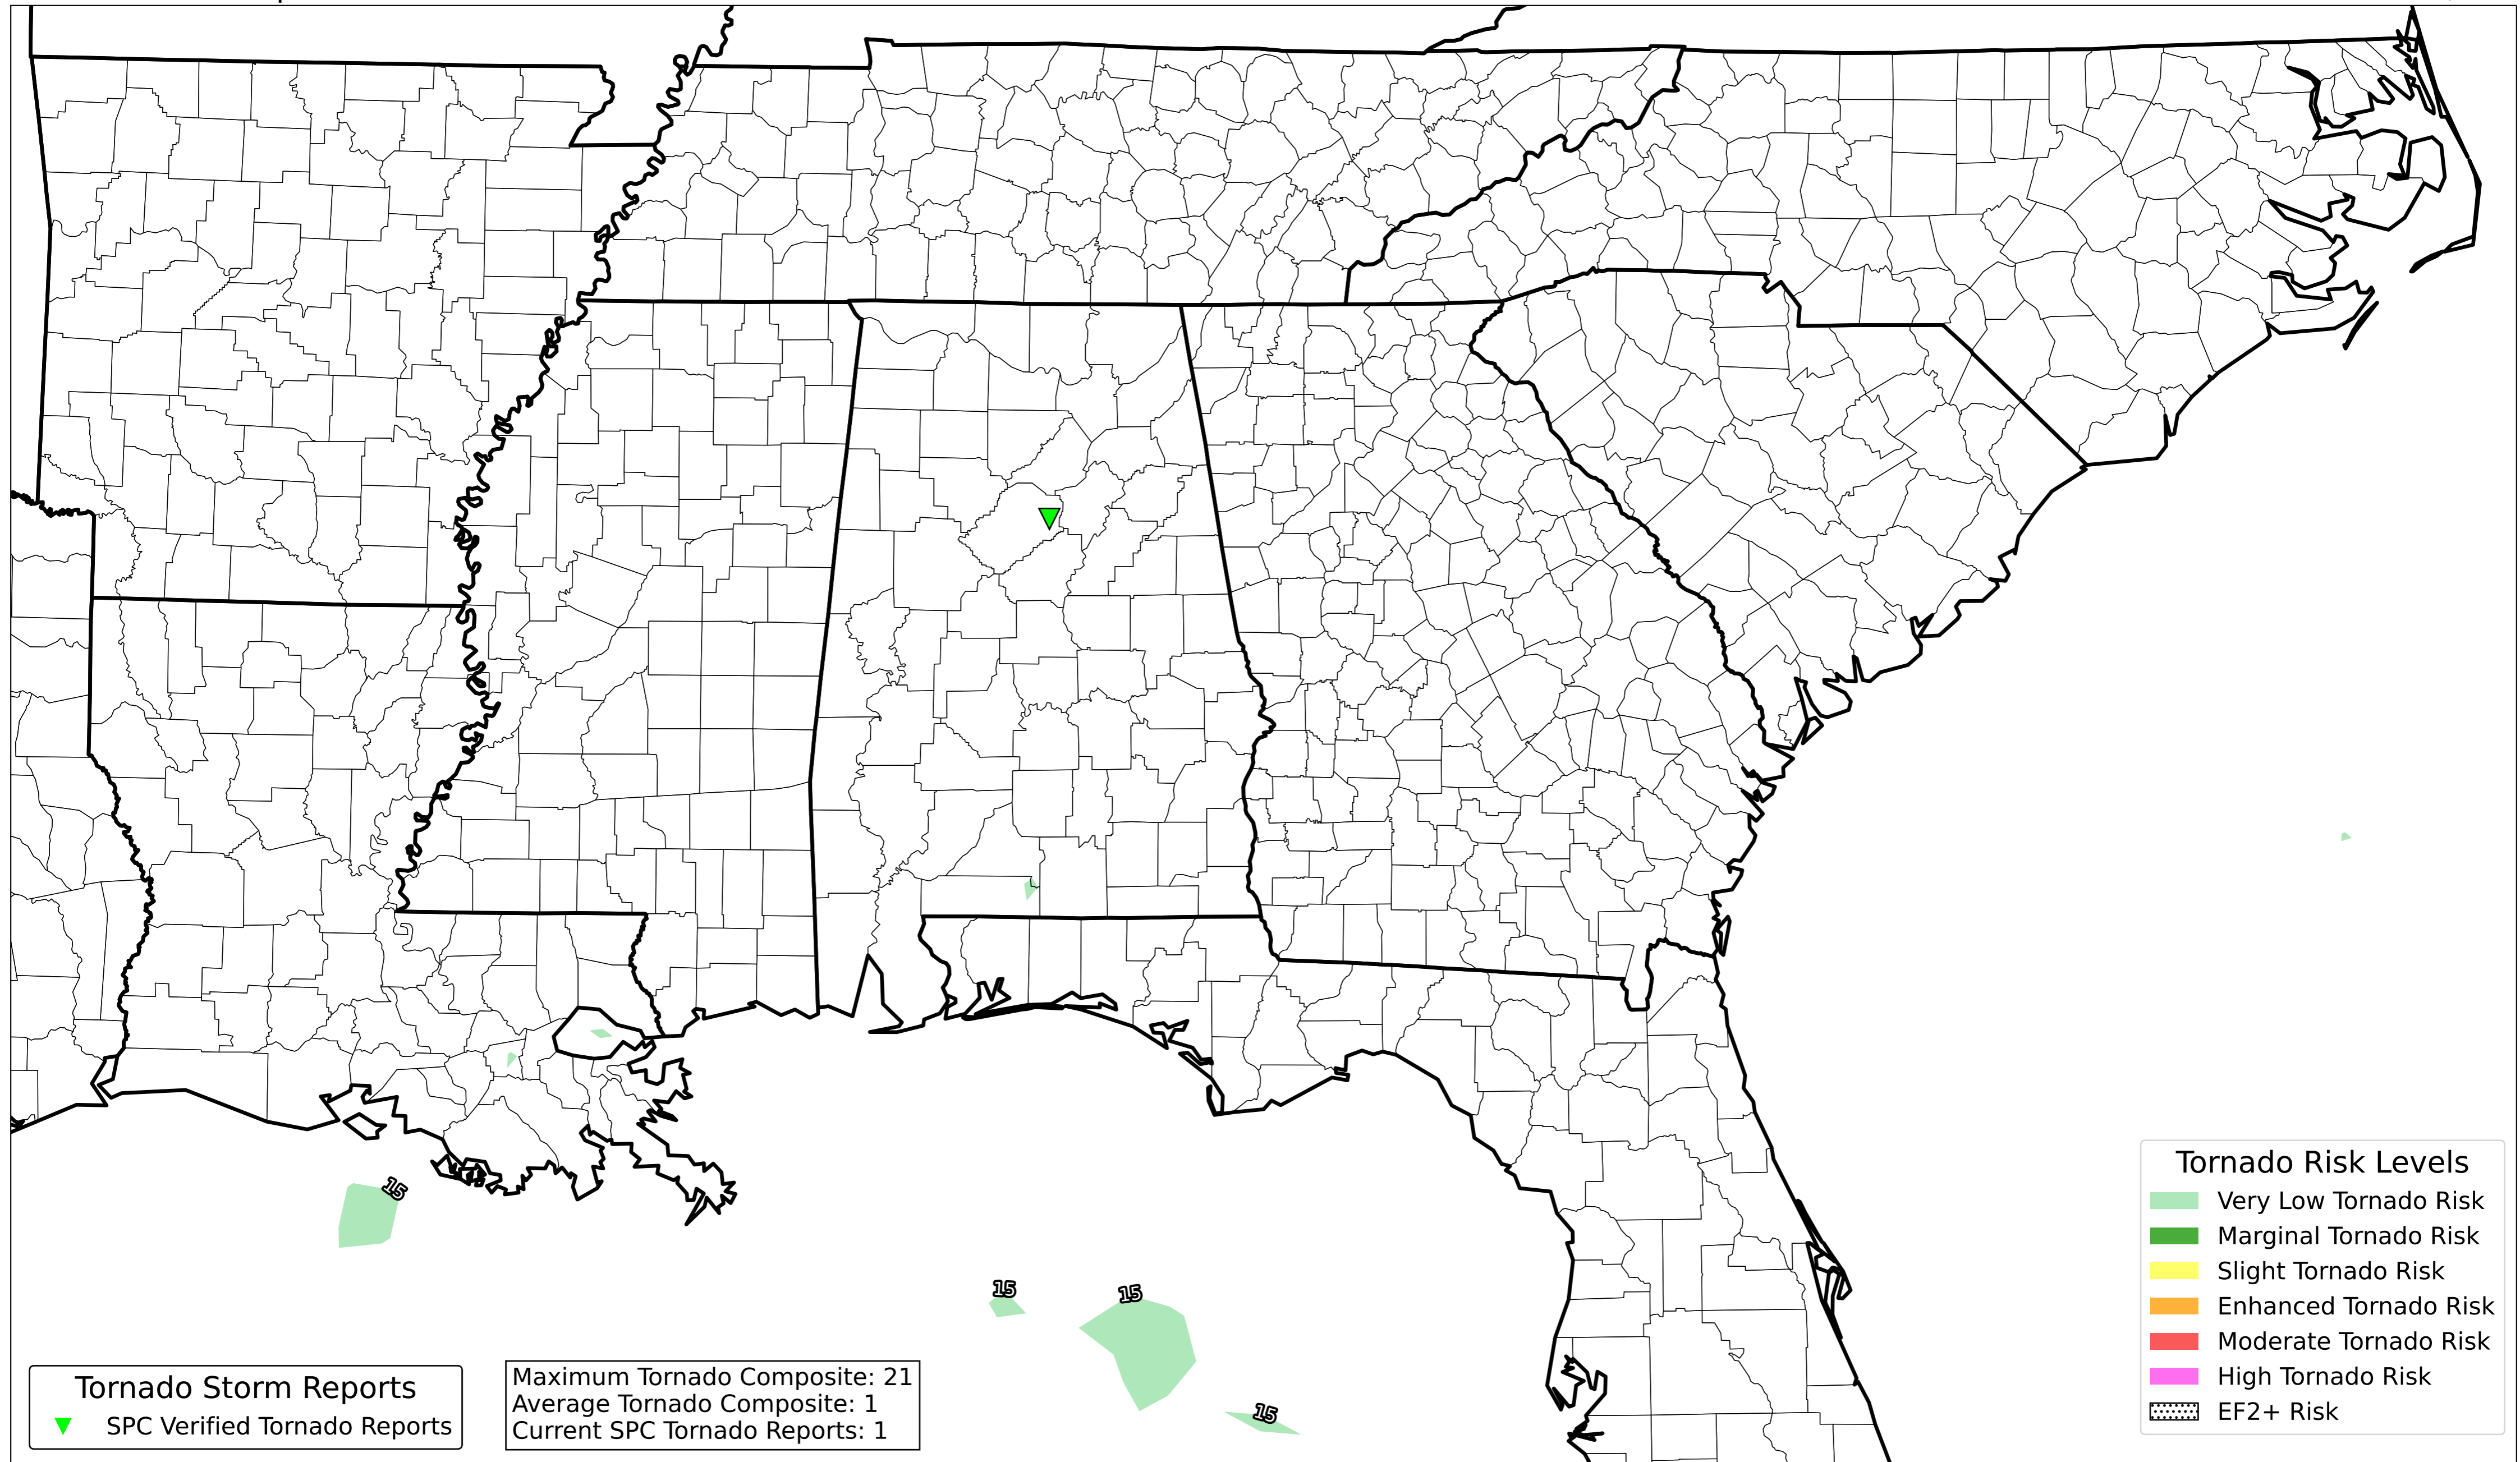 15
15
15
15
Tornado Storm Reports
SPC Verified Tornado Reports
Maximum Tornado Composite: 21
Average Tornado Composite: 1
Current SPC Tornado Reports: 1
Tornado Risk Levels
Very Low Tornado Risk
Marginal Tornado Risk
Slight Tornado Risk
Enhanced Tornado Risk
Moderate Tornado Risk
High Tornado Risk
EF2+ Risk